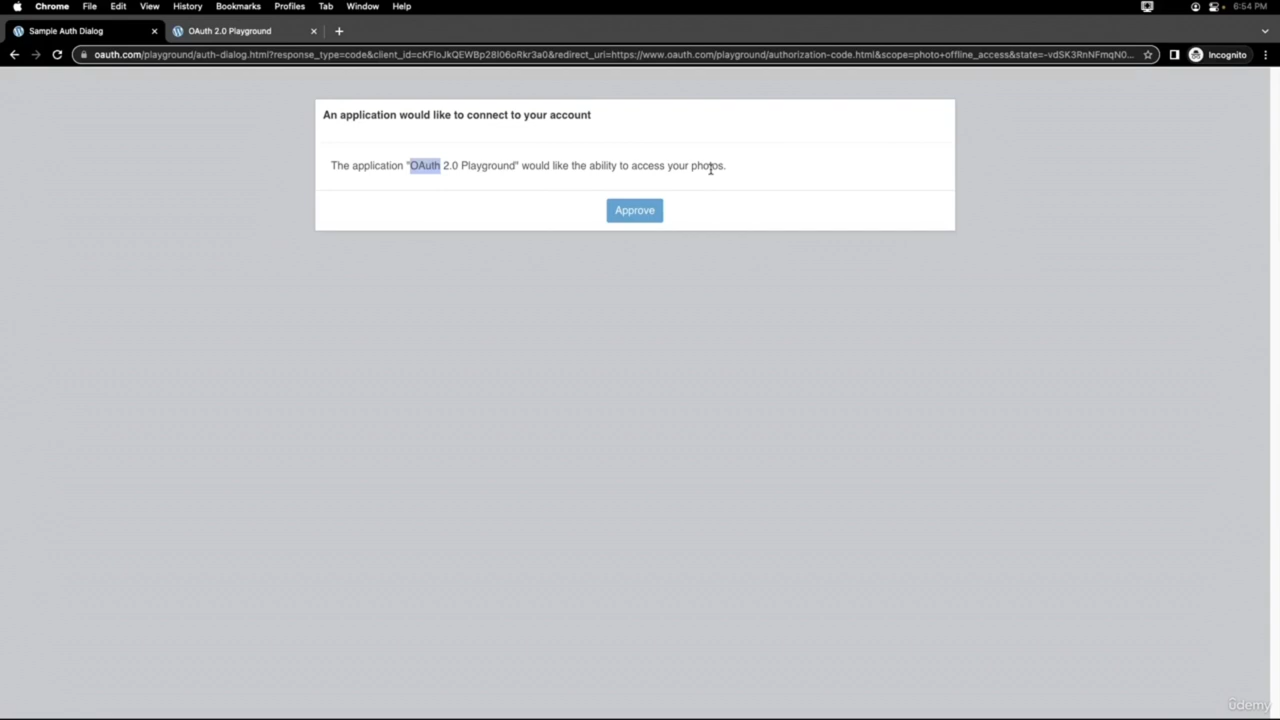 Chrome File Edit View History Bookmarks Profiles Tab Window Help 6:54 PM
Sample Auth Dialog OAuth 2.0 Playground
oauth.com/playground/auth-dialog.html?response_type=code&client_id=cKFIoJkQEWBp28I06oRkr3a0&redirect_uri=https://www.oauth.com/playground/authorization-code.html&scope=photo+offline_access&state=-vdSK3RnNFmqN0... Incognito
An application would like to connect to your account
The application "OAuth 2.0 Playground" would like the ability to access your photos.
Approve
ûdemy